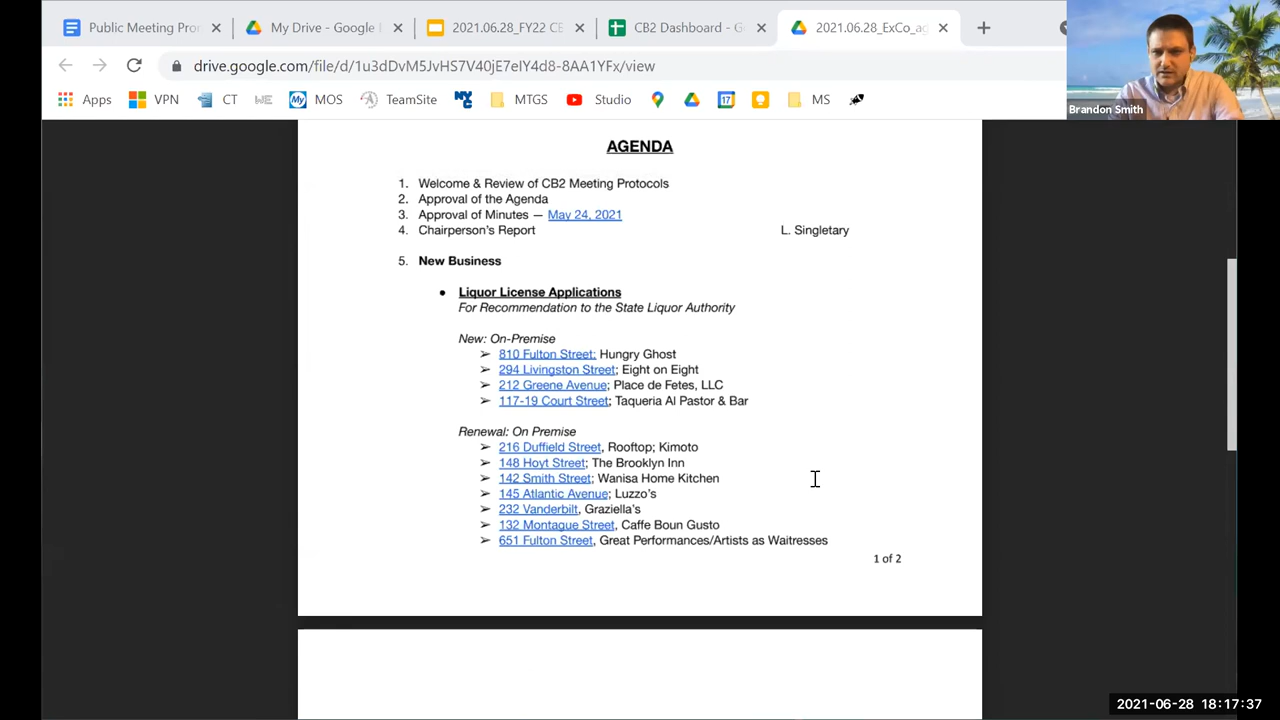 Public Meeting Pro
My Drive - Google
2021.06.23_FY22 CB
CB2 Dashboard - G
2021.06.28_ExCo_ag
drive.google.com/file/d/1u3dDvM5JvHS7V40jE7eIY4d8-8AA1YFx/view
Apps VPN CT WE MOS TeamSite MTGS Studio MS
Brandon Smith
AGENDA
1. Welcome & Review of CB2 Meeting Protocols
2. Approval of the Agenda
3. Approval of Minutes — May 24, 2021
4. Chairperson's Report L. Singletary
5. New Business
• Liquor License Applications
For Recommendation to the State Liquor Authority
New: On-Premise
➢ 810 Fulton Street; Hungry Ghost
➢ 294 Livingston Street; Eight on Eight
➢ 212 Greene Avenue; Place de Fetes, LLC
➢ 117-19 Court Street; Taqueria Al Pastor & Bar
Renewal: On Premise
➢ 216 Duffield Street, Rooftop; Kimoto
➢ 148 Hoyt Street; The Brooklyn Inn
➢ 142 Smith Street; Wanisa Home Kitchen
➢ 145 Atlantic Avenue; Luzzo's
➢ 232 Vanderbilt, Graziella's
➢ 132 Montague Street, Caffe Boun Gusto
➢ 651 Fulton Street, Great Performances/Artists as Waitresses
1 of 2
2021-06-28 18:17:37